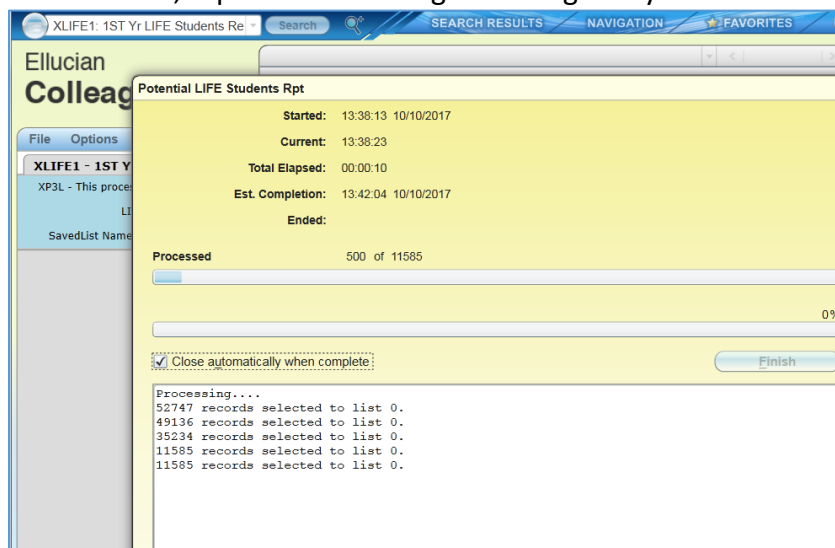 XLIFE1: 1ST Yr LIFE Students Re Search SEARCH RESULTS NAVIGATION FAVORITES
Ellucian
Colleag
Potential LIFE Students Rpt
Started: 13:38:13 10/10/2017
File Options
Current: 13:38:23
XLIFE1 - 1ST Y
Total Elapsed: 00:00:10
XP3L - This proce
Est. Completion: 13:42:04 10/10/2017
LI
Ended:
SavedList Name
Processed 500 of 11585
0%
Close automatically when complete
Finish
Processing....
52747 records selected to list 0.
49136 records selected to list 0.
35234 records selected to list 0.
11585 records selected to list 0.
11585 records selected to list 0.